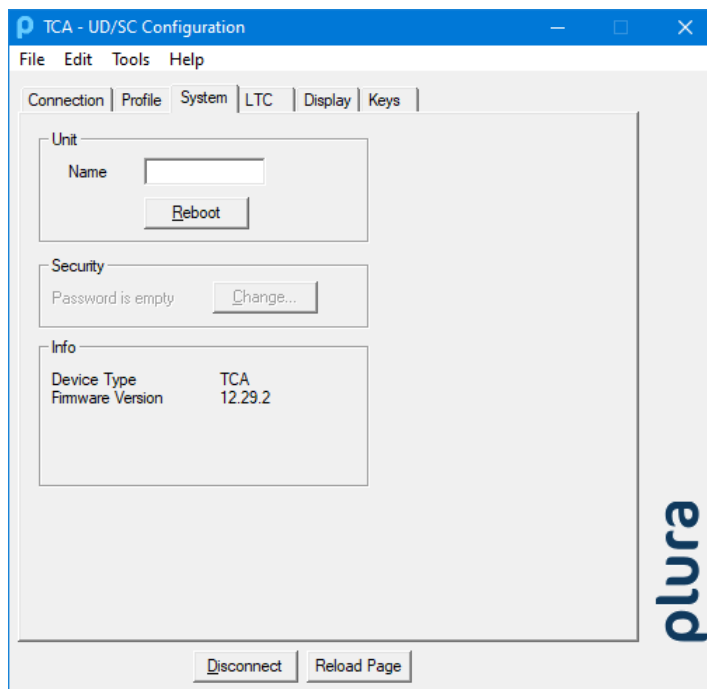 TCA - UD/SC Configuration
File Edit Tools Help
Connection Profile System LTC Display Keys
Unit
Name
Reboot
Security
Password is empty Change...
Info
Device Type TCA
Firmware Version 12.29.2
plura
Disconnect Reload Page